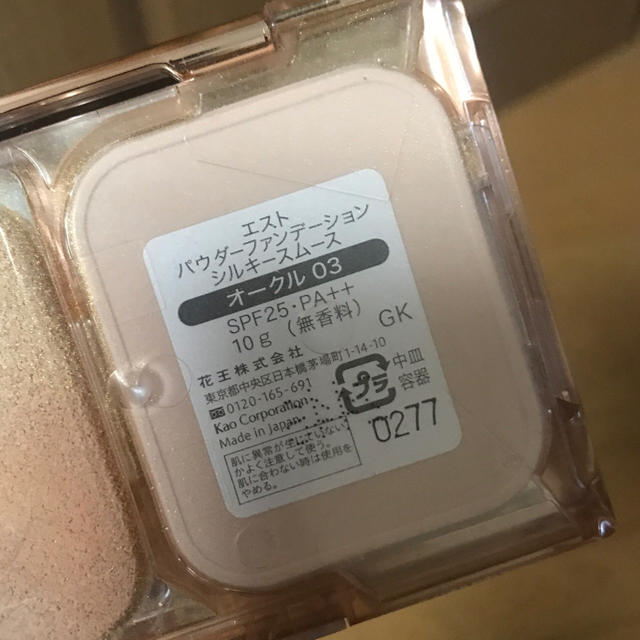 エスト
パウダーファンデーション
シルキースムース
オークル 03
SPF25・PA++
10g (無香料)
GK
花王株式会社
東京都中央区日本橋茅場町1-14-10
0120-165-691
Kao Corporation
Made in Japan
プラ
中皿
容器
0277
肌に異常が生じていない
かよく注意して使う。
肌に合わない時は使用を
やめる。